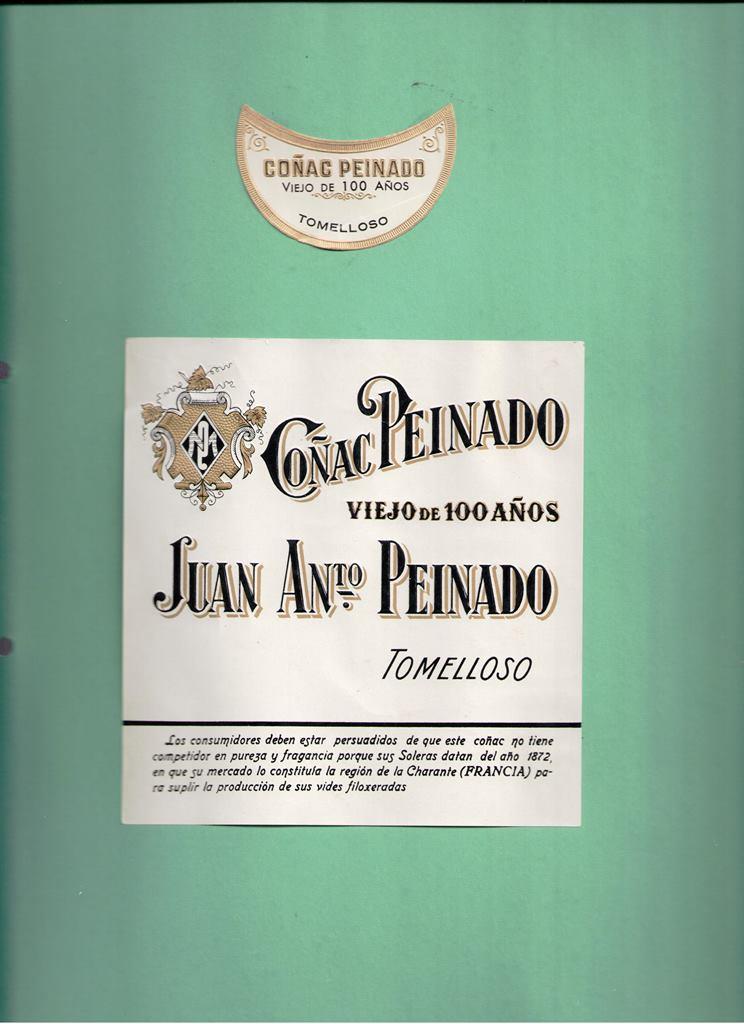 COÑAC PEINADO
VIEJO DE 100 AÑOS
TOMELLOSO
COÑAC PEINADO
VIEJO DE 100 AÑOS
JUAN ANTO PEINADO
TOMELLOSO
Los consumidores deben estar persuadidos de que este coñac no tiene
competidor en pureza y fragancia porque sus Soleras datan del año 1872,
en que su mercado lo constituía la región de la Charante (FRANCIA) pa-
ra suplir la producción de sus vides filoxeradas